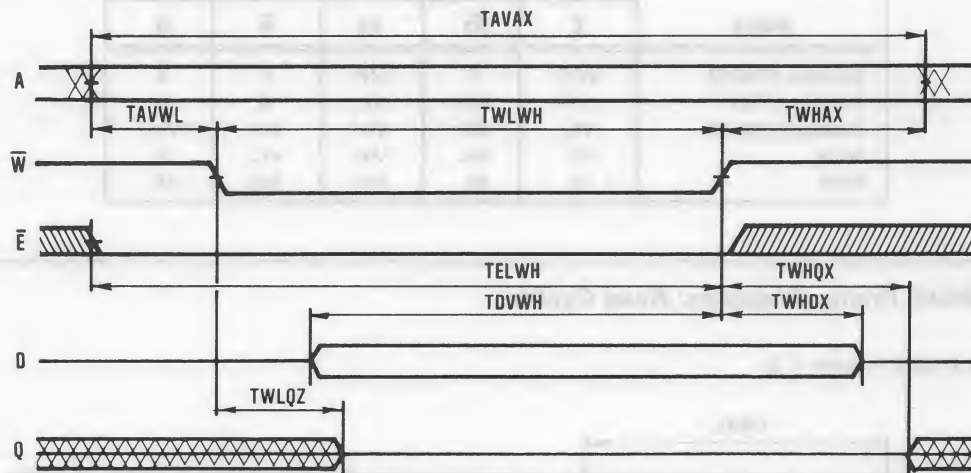 TAVAX
A
TAVWL TWLWH TWHAX
W̅
E̅
TELWH TWHQX
TDVWH TWHDX
D
TWLQZ
Q